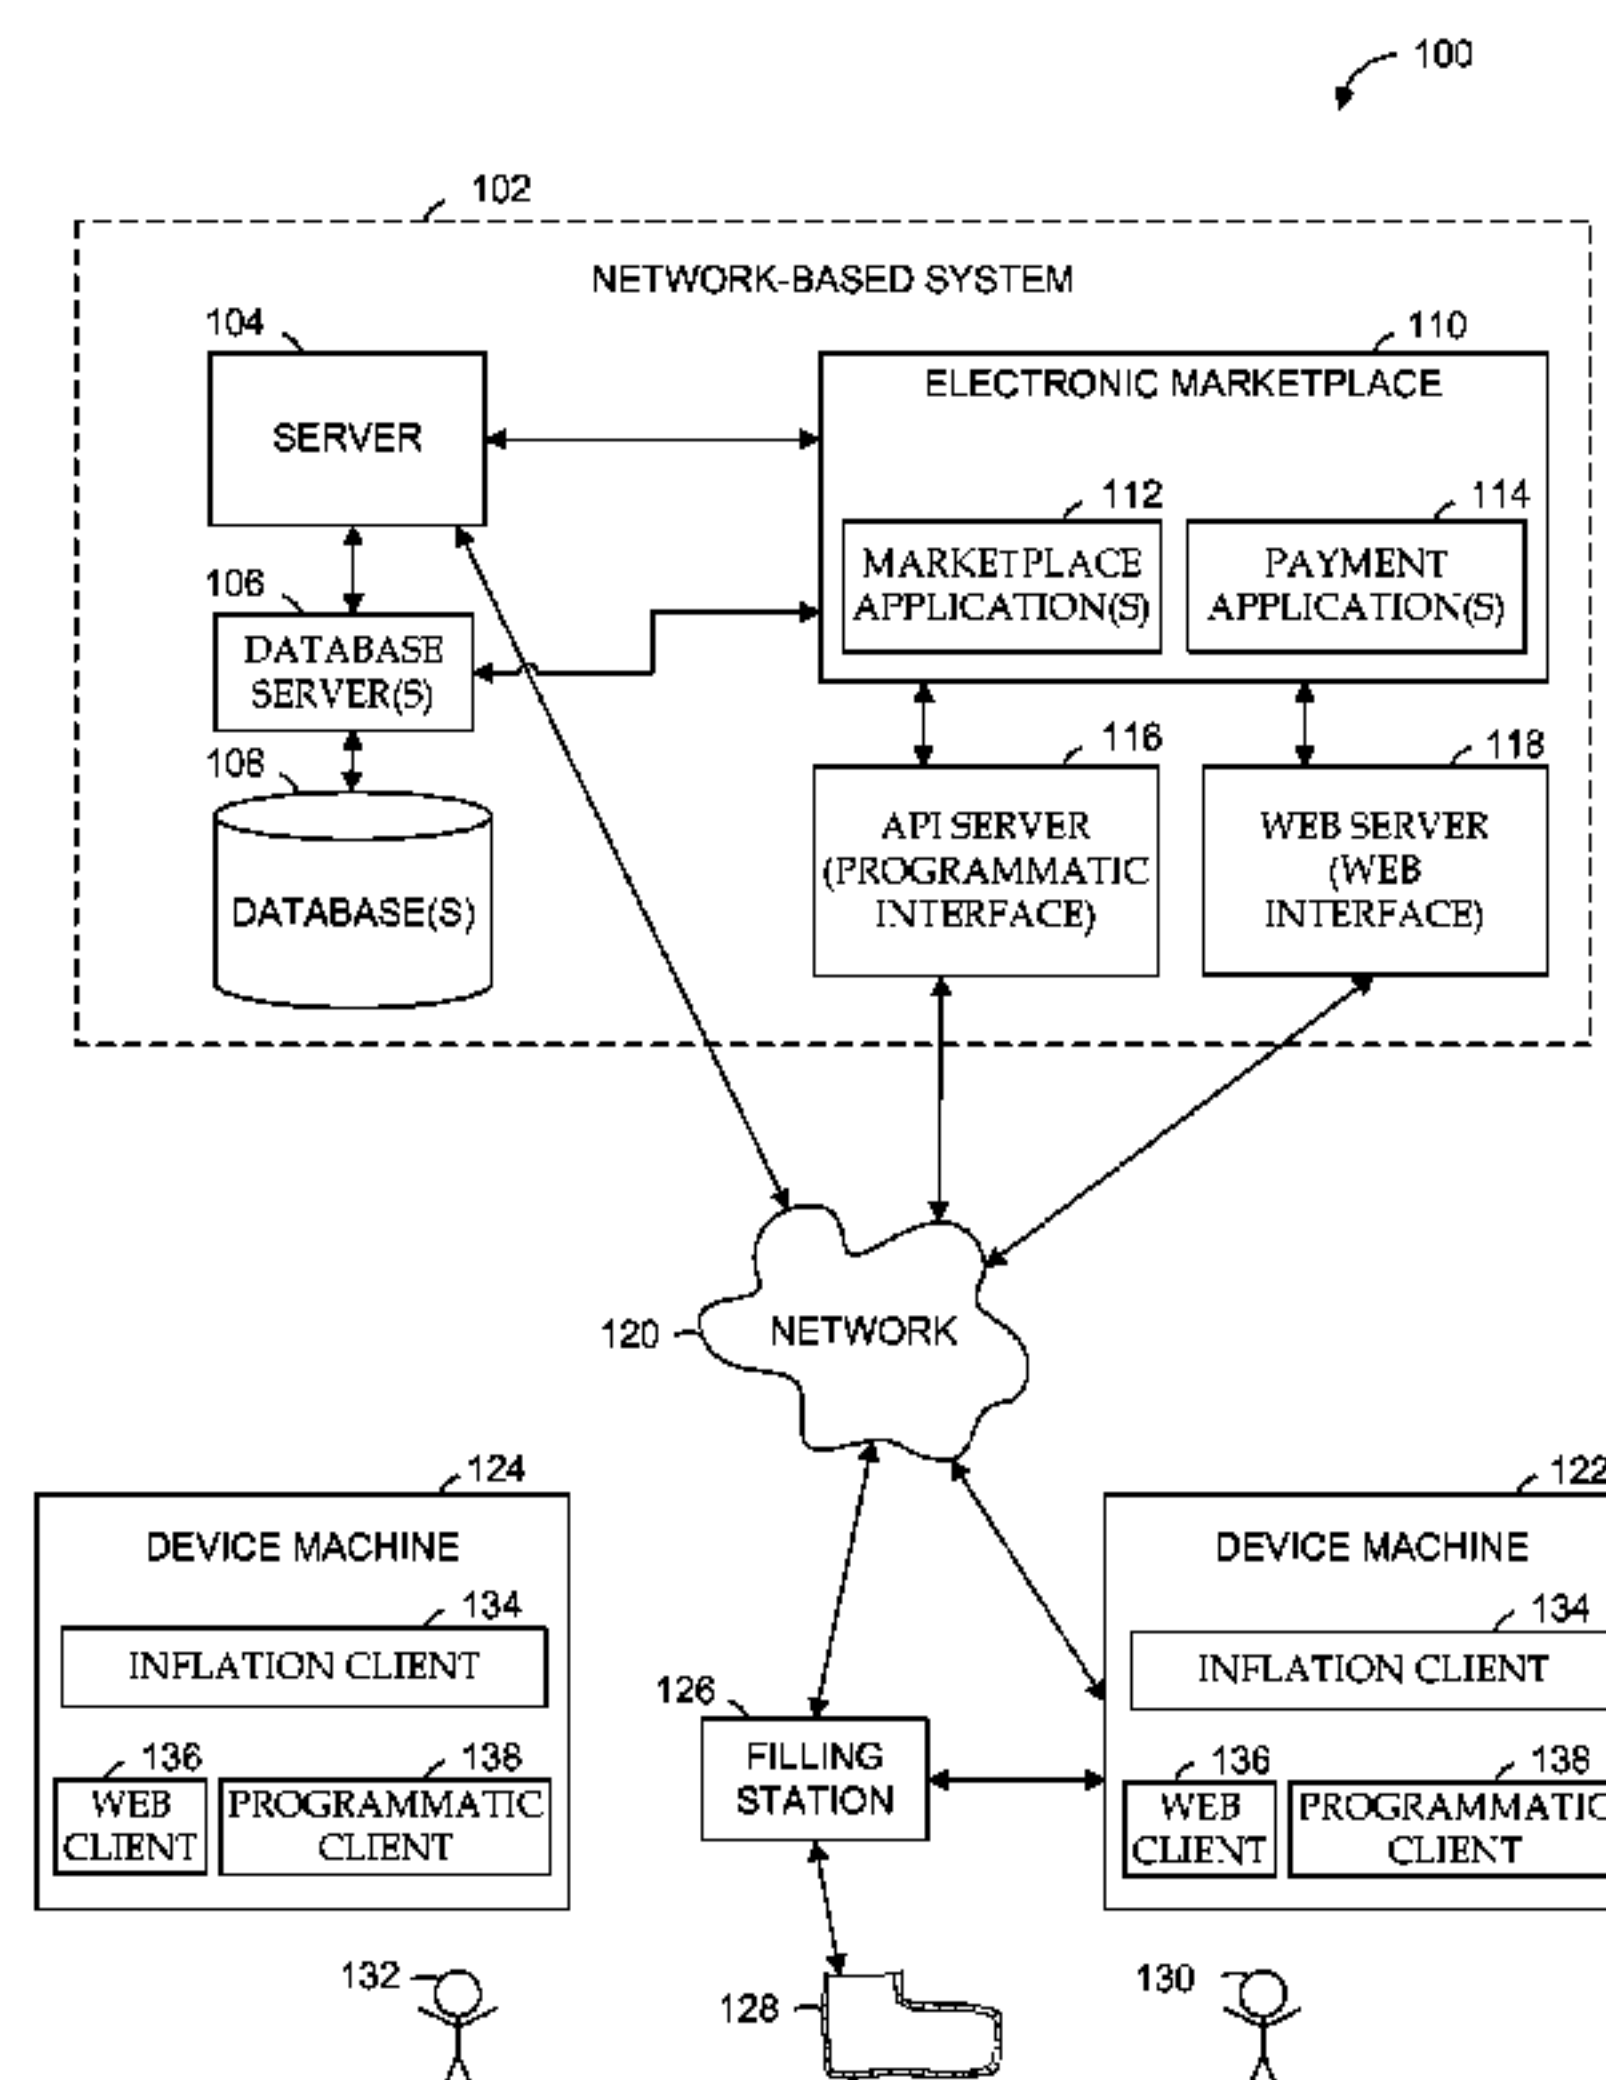 100
102
NETWORK-BASED SYSTEM
104
SERVER
110
ELECTRONIC MARKETPLACE
112
MARKETPLACE
APPLICATION(S)
114
PAYMENT
APPLICATION(S)
106
DATABASE
SERVER(S)
108
DATABASE(S)
116
API SERVER
(PROGRAMMATIC
INTERFACE)
118
WEB SERVER
(WEB
INTERFACE)
120
NETWORK
124
DEVICE MACHINE
134
INFLATION CLIENT
136
WEB
CLIENT
138
PROGRAMMATIC
CLIENT
126
FILLING
STATION
122
DEVICE MACHINE
134
INFLATION CLIENT
136
WEB
CLIENT
138
PROGRAMMATIC
CLIENT
132
128
130